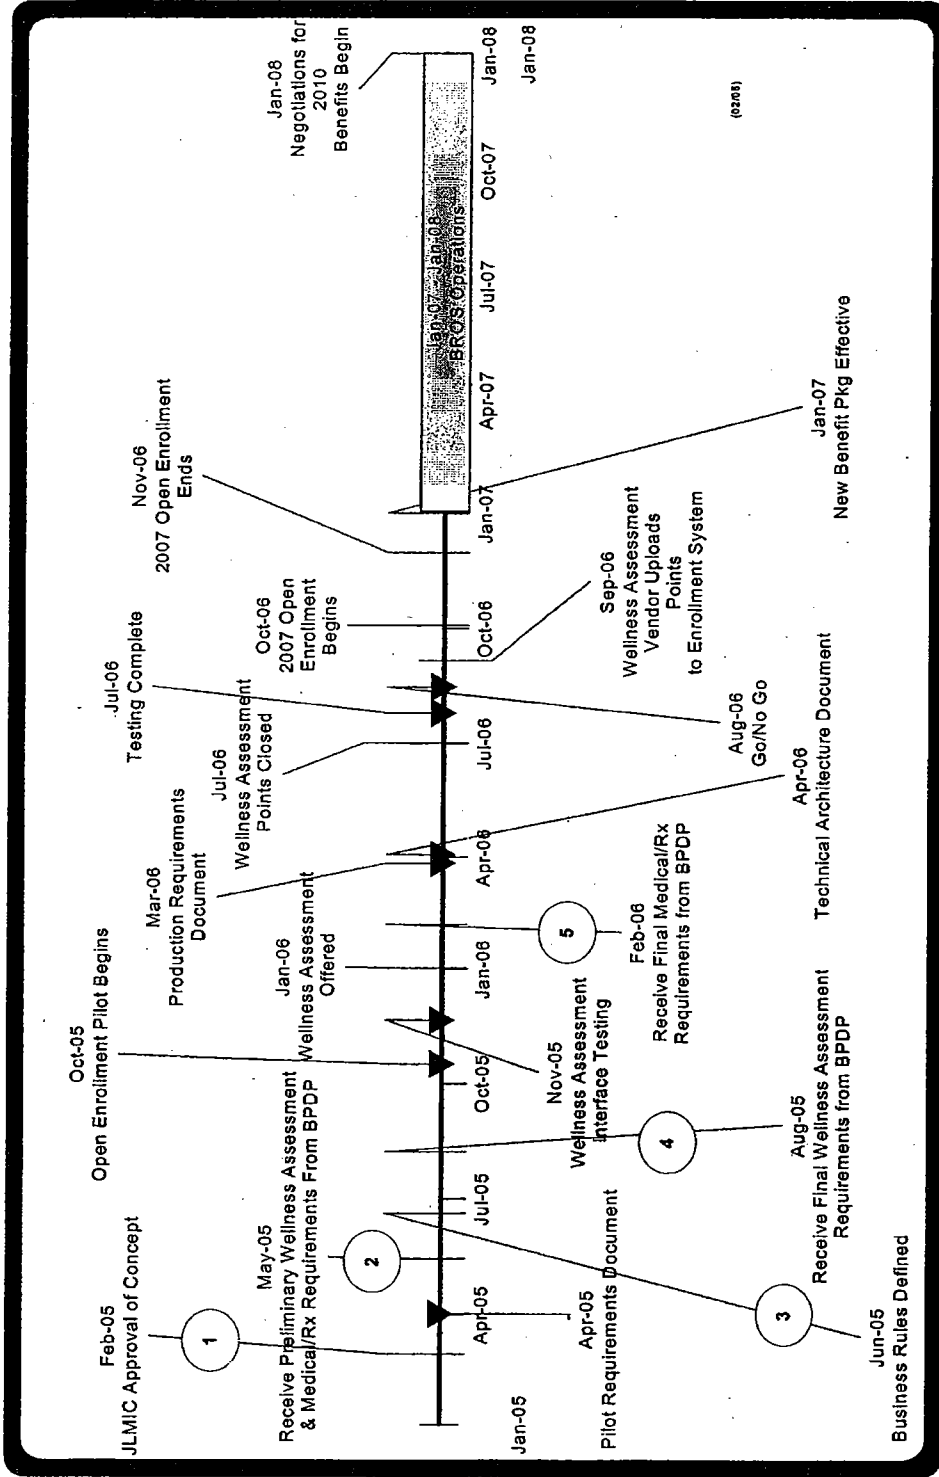 Feb-05
JLMIC Approval of Concept
1
May-05
Receive Preliminary Wellness Assessment
& Medical/Rx Requirements From BPDP
2
Oct-05
Open Enrollment Pilot Begins
Jan-06
Wellness Assessment
Offered
Mar-06
Production Requirements
Document
Jul-06
Wellness Assessment
Points Closed
Jul-06
Testing Complete
Oct-06
2007 Open
Enrollment
Begins
Nov-06
2007 Open Enrollment
Ends
Jan-08
Negotiations for
2010
Benefits Begin
Jan-07 - Jan-08
BROS Operations
Jan-05
Apr-05
Jul-05
Oct-05
Jan-06
Apr-06
Jul-06
Oct-06
Jan-07
Apr-07
Jul-07
Oct-07
Jan-08
Jan-08
Apr-05
Pilot Requirements Document
3
Jun-05
Business Rules Defined
4
Aug-05
Receive Final Wellness Assessment
Requirements from BPDP
Nov-05
Wellness Assessment
Interface Testing
5
Feb-06
Receive Final Medical/Rx
Requirements from BPDP
Apr-06
Technical Architecture Document
Aug-06
Go/No Go
Sep-06
Wellness Assessment
Vendor Uploads
Points
to Enrollment System
Jan-07
New Benefit Pkg Effective
(02/05)